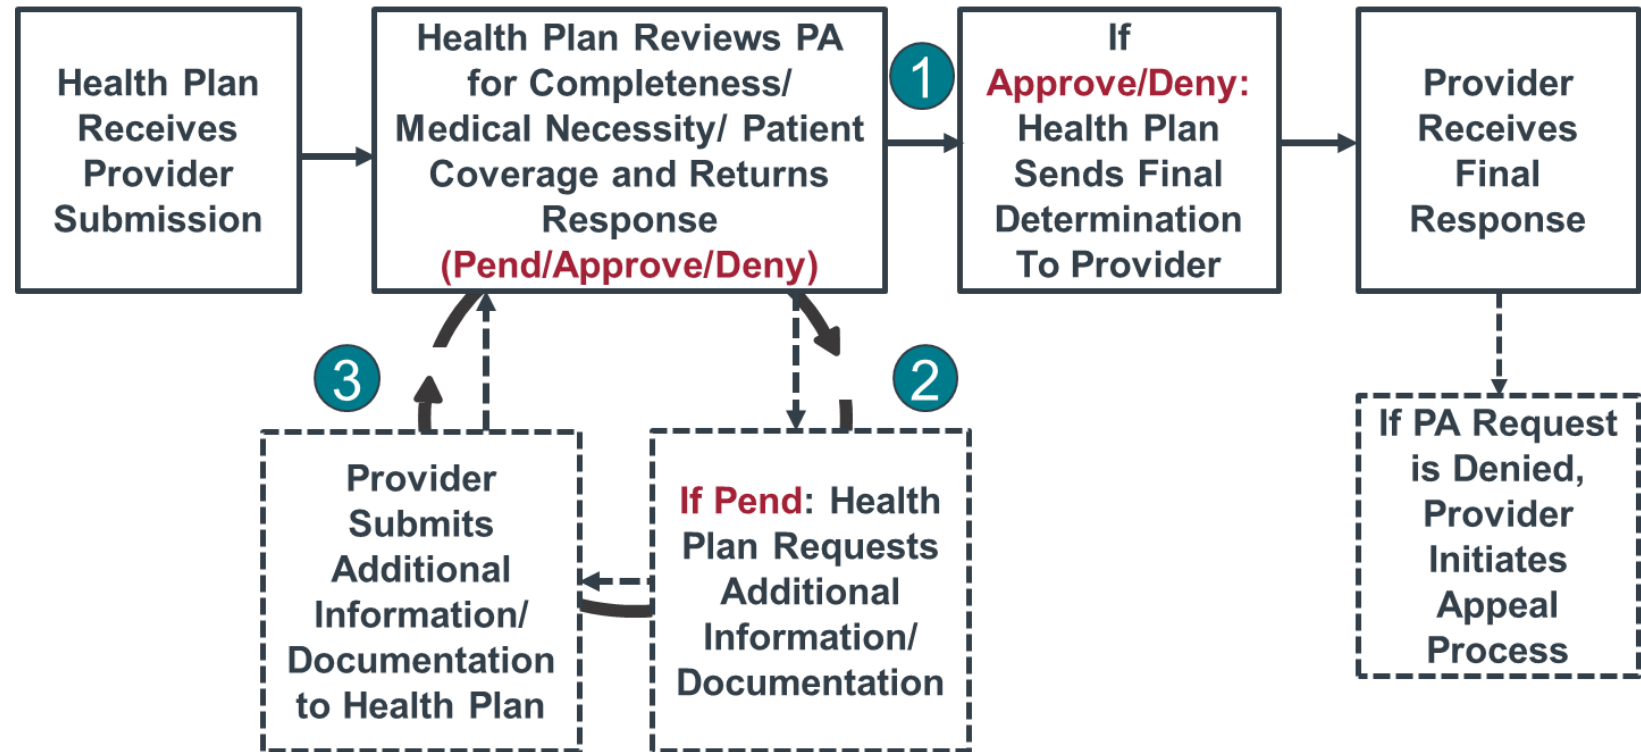 Health Plan
Receives
Provider
Submission
Health Plan Reviews PA
for Completeness/
Medical Necessity/ Patient
Coverage and Returns
Response
(Pend/Approve/Deny)
1
If
Approve/Deny:
Health Plan
Sends Final
Determination
To Provider
Provider
Receives
Final
Response
3
2
Provider
Submits
Additional
Information/
Documentation
to Health Plan
If Pend: Health
Plan Requests
Additional
Information/
Documentation
If PA Request
is Denied,
Provider
Initiates
Appeal
Process